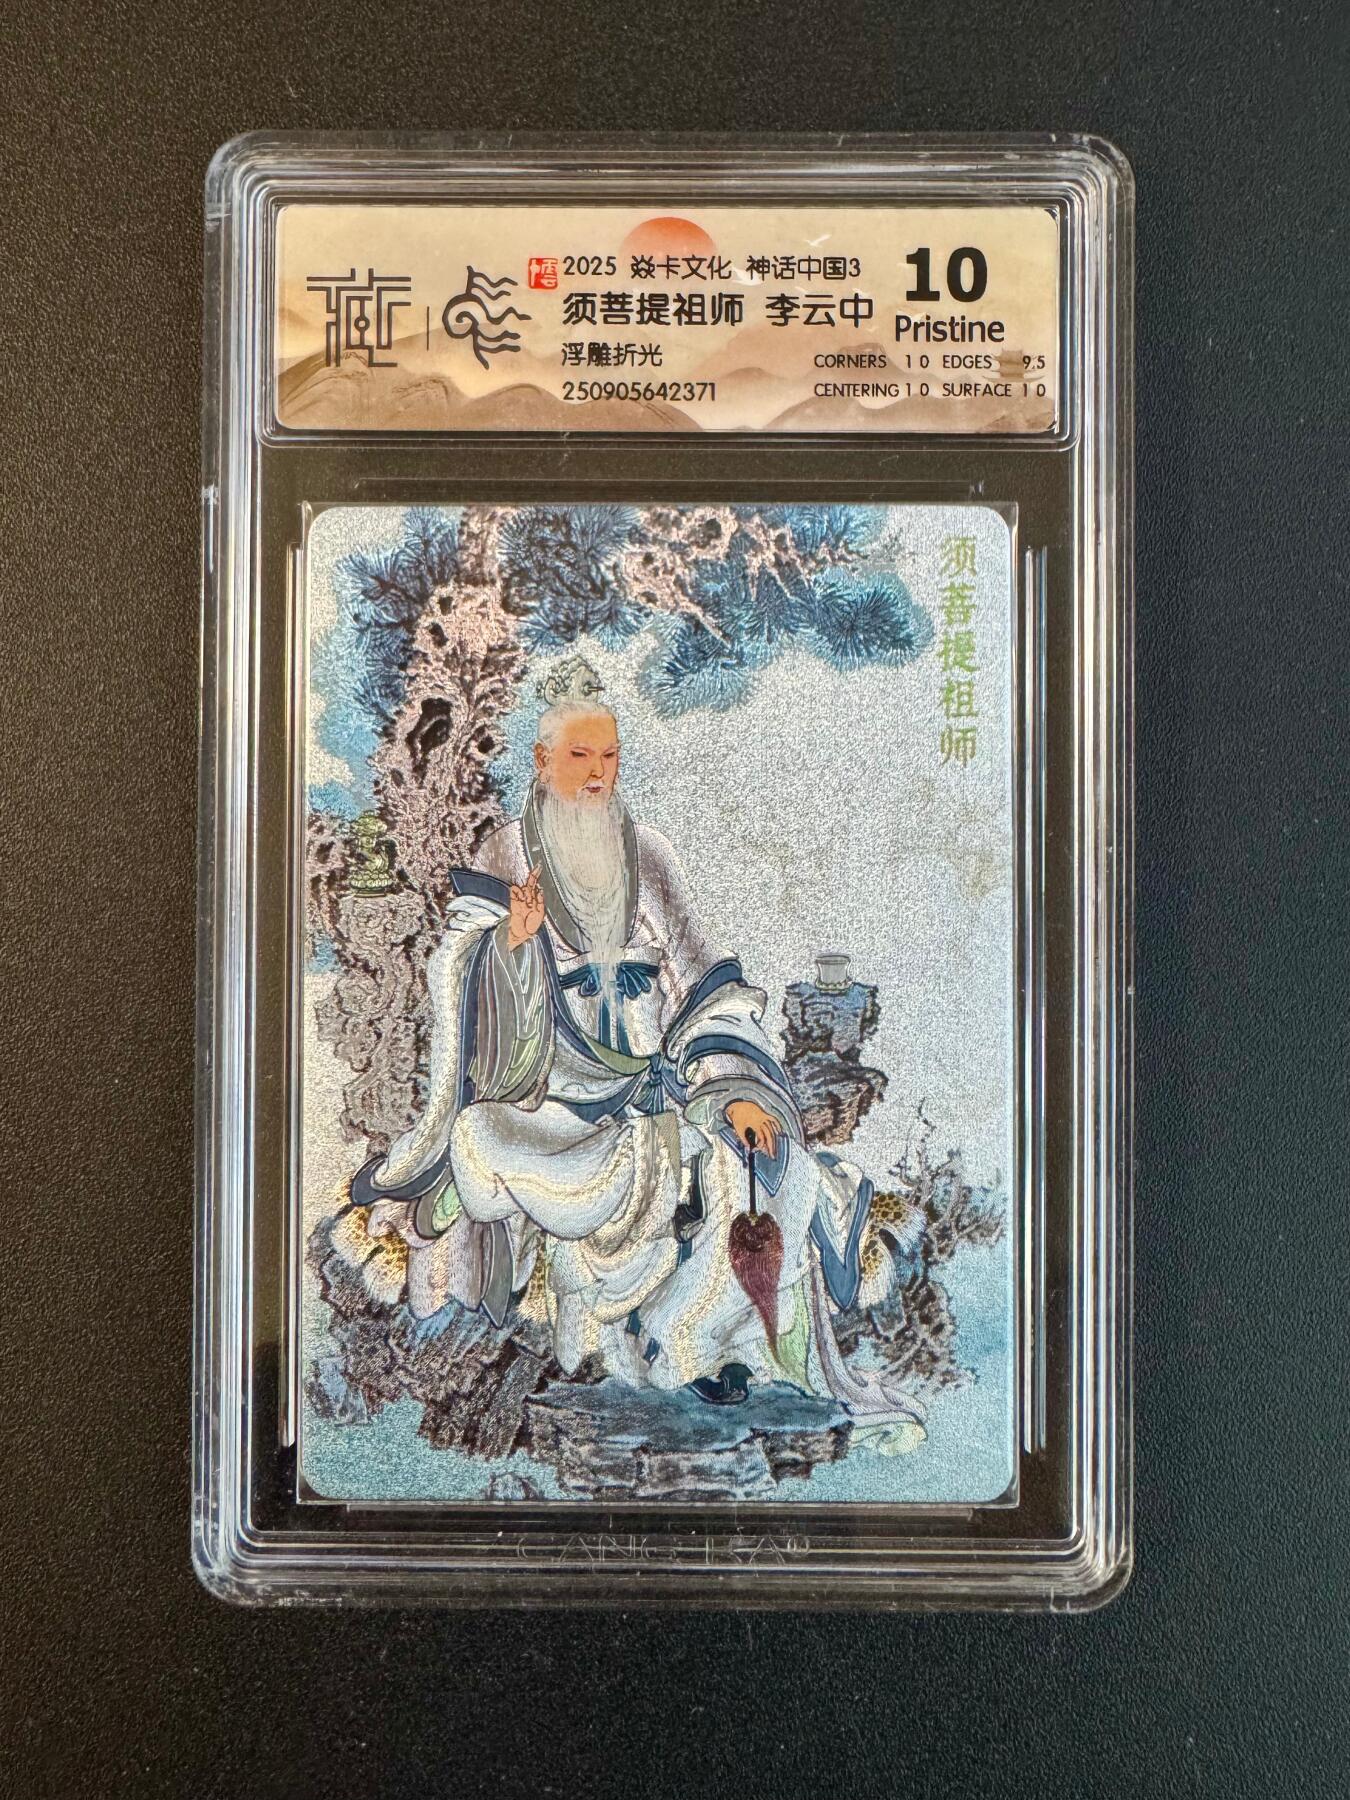 2025 焱卡文化 神话中国3
须菩提祖师 李云中
浮雕折光
250905642371
10
Pristine
CORNERS 10 EDGES 9.5
CENTERING 10 SURFACE 10
须菩提祖师
CANG KA